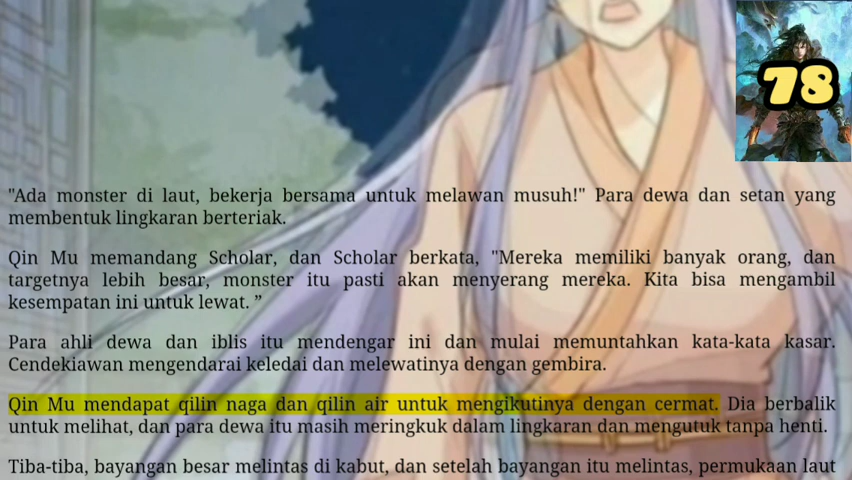 78
"Ada monster di laut, bekerja bersama untuk melawan musuh!" Para dewa dan setan yang
membentuk lingkaran berteriak.
Qin Mu memandang Scholar, dan Scholar berkata, "Mereka memiliki banyak orang, dan
targetnya lebih besar, monster itu pasti akan menyerang mereka. Kita bisa mengambil
kesempatan ini untuk lewat. ”
Para ahli dewa dan iblis itu mendengar ini dan mulai memuntahkan kata-kata kasar.
Cendekiawan mengendarai keledai dan melewatinya dengan gembira.
Qin Mu mendapat qilin naga dan qilin air untuk mengikutinya dengan cermat. Dia berbalik
untuk melihat, dan para dewa itu masih meringkuk dalam lingkaran dan mengutuk tanpa henti.
Tiba-tiba, bayangan besar melintas di kabut, dan setelah bayangan itu melintas, permukaan laut